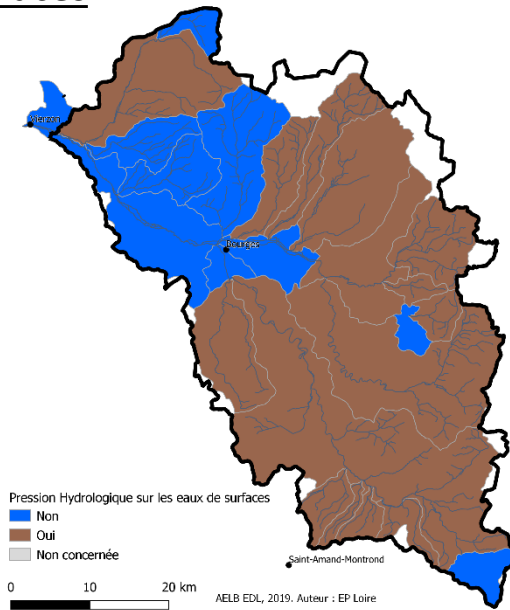 Vierzon
Bourges
Pression Hydrologique sur les eaux de surfaces
Non
Oui
Non concernée
Saint-Amand-Montrond
0 10 20 km
AELB EDL, 2019. Auteur : EP Loire